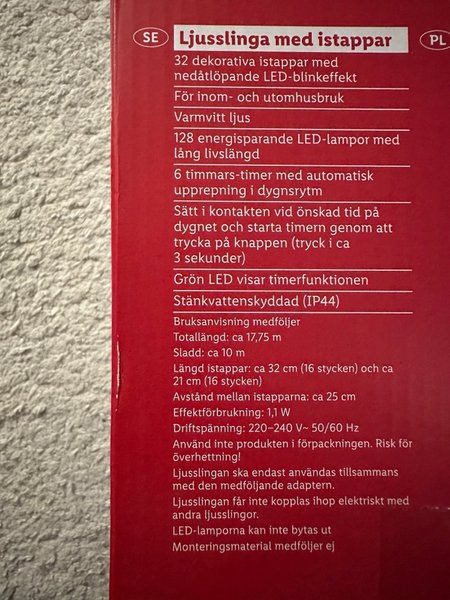 SE Ljusslinga med istappar PL
32 dekorativa istappar med
nedåtlöpande LED-blinkeffekt
För inom- och utomhusbruk
Varmvitt ljus
128 energisparande LED-lampor med
lång livslängd
6 timmars-timer med automatisk
upprepning i dygnsrytm
Sätt i kontakten vid önskad tid på
dygnet och starta timern genom att
trycka på knappen (tryck i ca
3 sekunder)
Grön LED visar timerfunktionen
Stänkvattenskyddad (IP44)
Bruksanvisning medföljer
Totallängd: ca 17,75 m
Sladd: ca 10 m
Längd istappar: ca 32 cm (16 stycken) och ca
21 cm (16 stycken)
Avstånd mellan istapparna: ca 25 cm
Effektförbrukning: 1,1 W
Driftspänning: 220–240 V~ 50/60 Hz
Använd inte produkten i förpackningen. Risk för
överhettning!
Ljusslingan ska endast användas tillsammans
med den medföljande adaptern.
Ljusslingan får inte kopplas ihop elektriskt med
andra ljusslingor.
LED-lamporna kan inte bytas ut
Monteringsmaterial medföljer ej